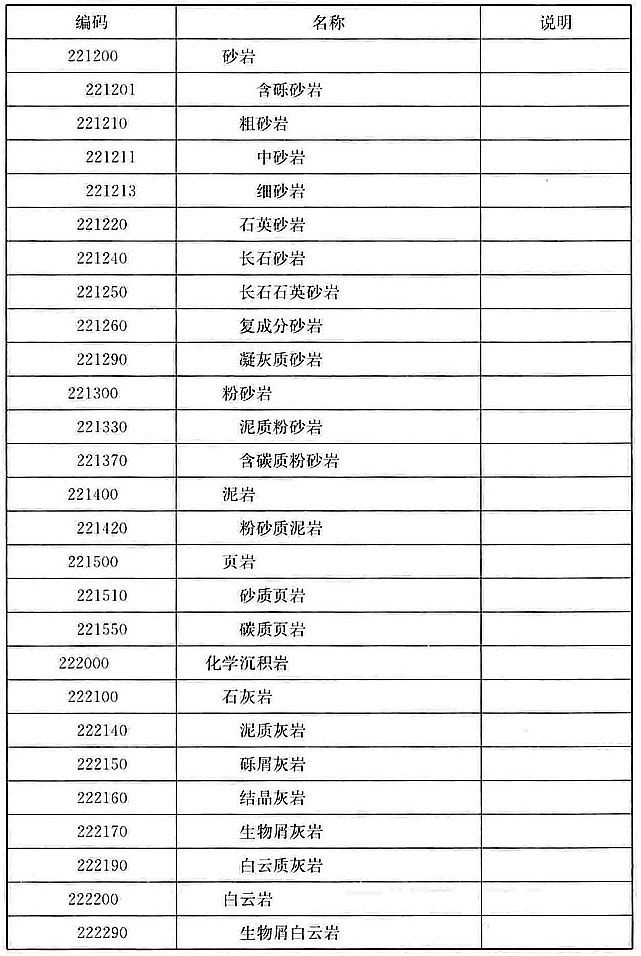 编码 名称 说明
221200 砂岩
221201 含砾砂岩
221210 粗砂岩
221211 中砂岩
221213 细砂岩
221220 石英砂岩
221240 长石砂岩
221250 长石石英砂岩
221260 复成分砂岩
221290 凝灰质砂岩
221300 粉砂岩
221330 泥质粉砂岩
221370 含碳质粉砂岩
221400 泥岩
221420 粉砂质泥岩
221500 页岩
221510 砂质页岩
221550 碳质页岩
222000 化学沉积岩
222100 石灰岩
222140 泥质灰岩
222150 砾屑灰岩
222160 结晶灰岩
222170 生物屑灰岩
222190 白云质灰岩
222200 白云岩
222290 生物屑白云岩